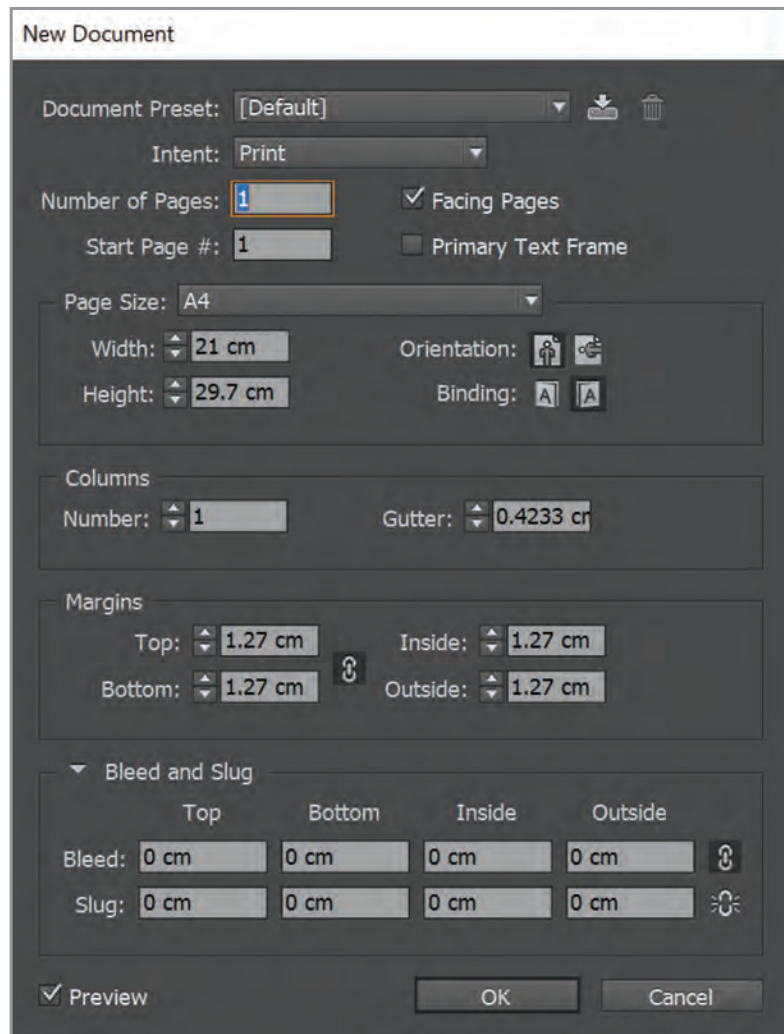 New Document
Document Preset: [Default]
Intent: Print
Number of Pages: 1 Facing Pages
Start Page #: 1 Primary Text Frame
Page Size: A4
Width: 21 cm Orientation:
Height: 29.7 cm Binding: A A
Columns
Number: 1 Gutter: 0.4233 cm
Margins
Top: 1.27 cm Inside: 1.27 cm
Bottom: 1.27 cm Outside: 1.27 cm
Bleed and Slug
Top Bottom Inside Outside
Bleed: 0 cm 0 cm 0 cm 0 cm
Slug: 0 cm 0 cm 0 cm 0 cm
Preview OK Cancel